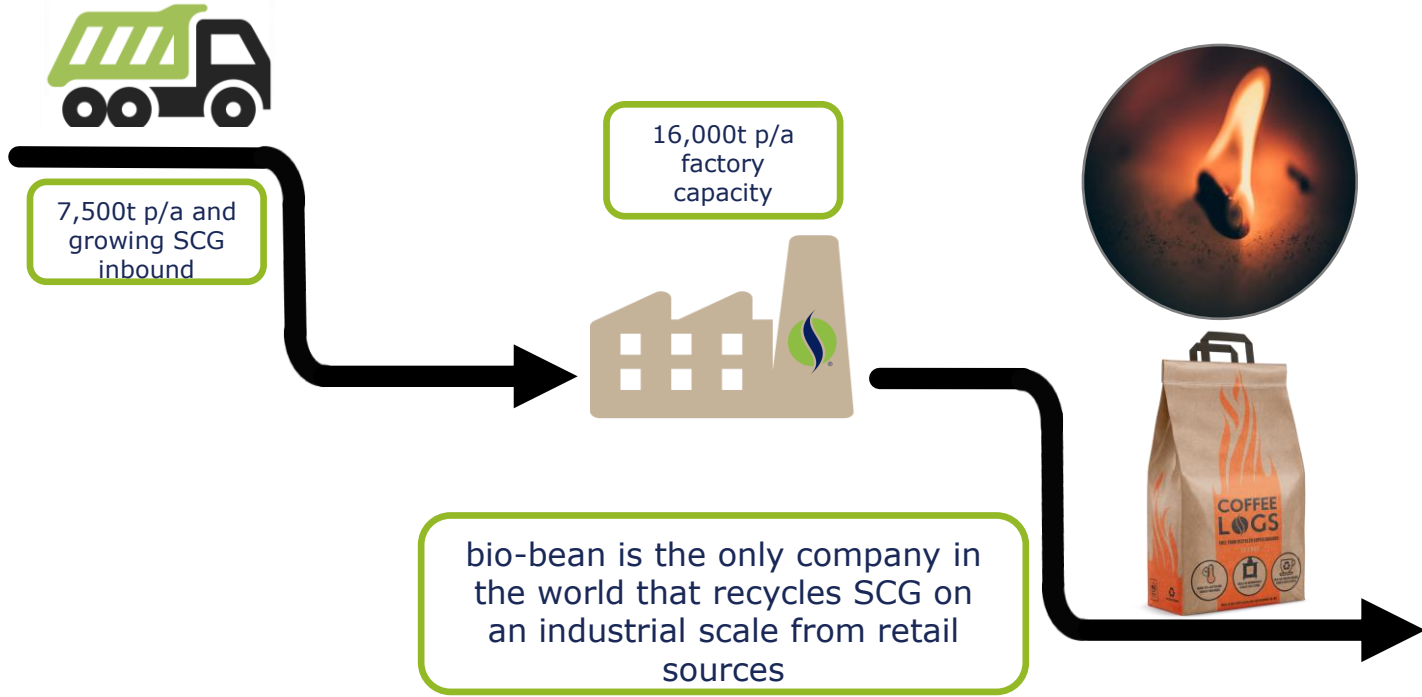 7,500t p/a and
growing SCG
inbound
16,000t p/a
factory
capacity
®
COFFEE
LOGS
bio-bean is the only company in
the world that recycles SCG on
an industrial scale from retail
sources